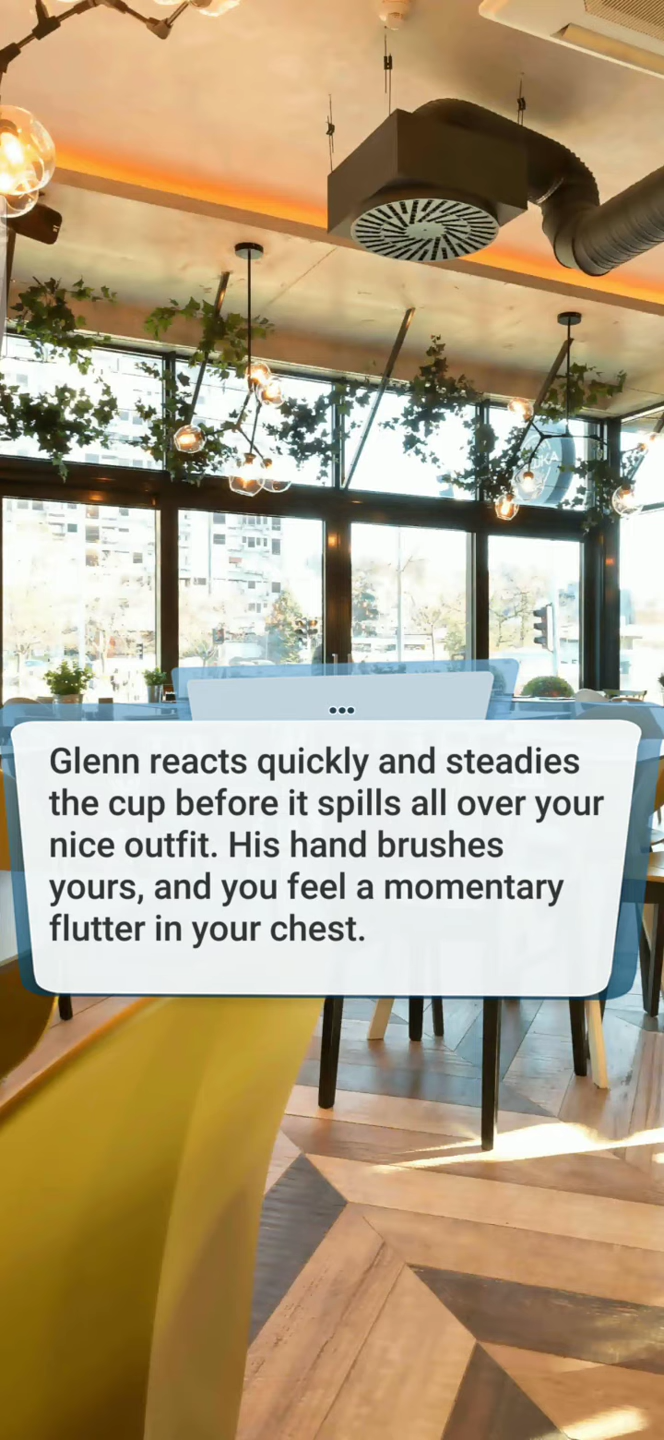 •••
Glenn reacts quickly and steadies
the cup before it spills all over your
nice outfit. His hand brushes
yours, and you feel a momentary
flutter in your chest.